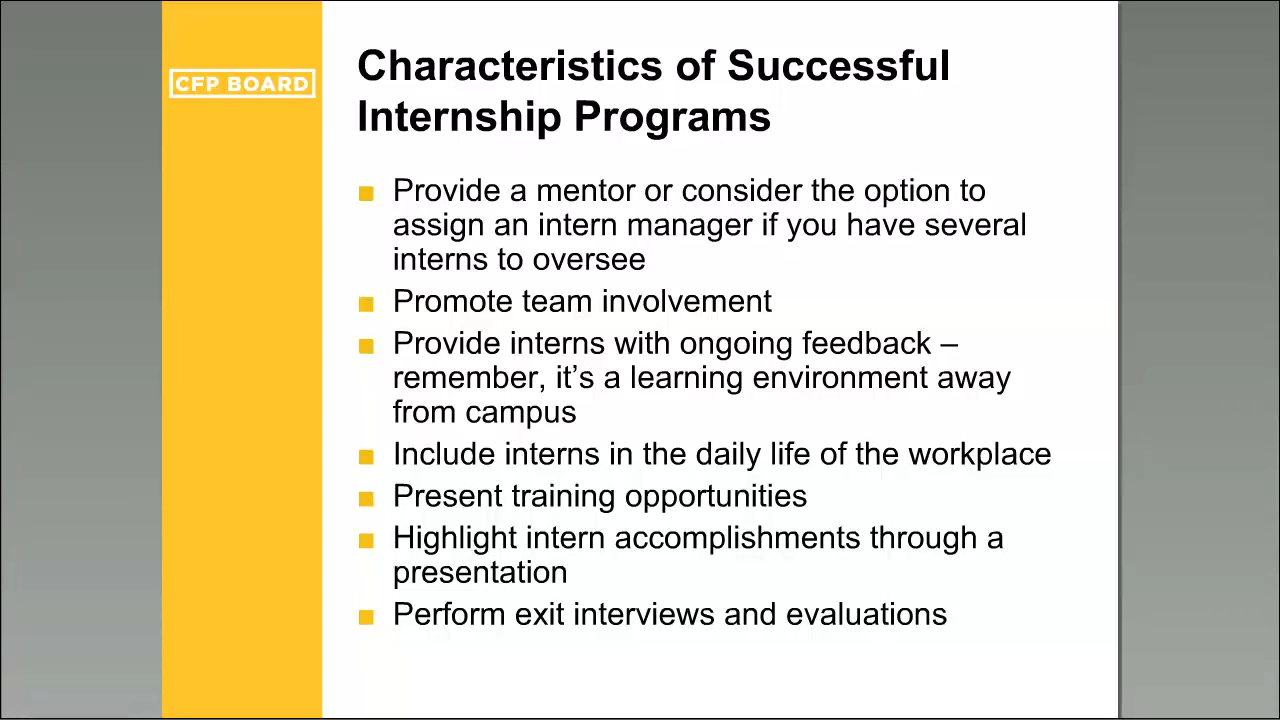 CFP BOARD
Characteristics of Successful
Internship Programs
■ Provide a mentor or consider the option to
assign an intern manager if you have several
interns to oversee
■ Promote team involvement
■ Provide interns with ongoing feedback –
remember, it’s a learning environment away
from campus
■ Include interns in the daily life of the workplace
■ Present training opportunities
■ Highlight intern accomplishments through a
presentation
■ Perform exit interviews and evaluations